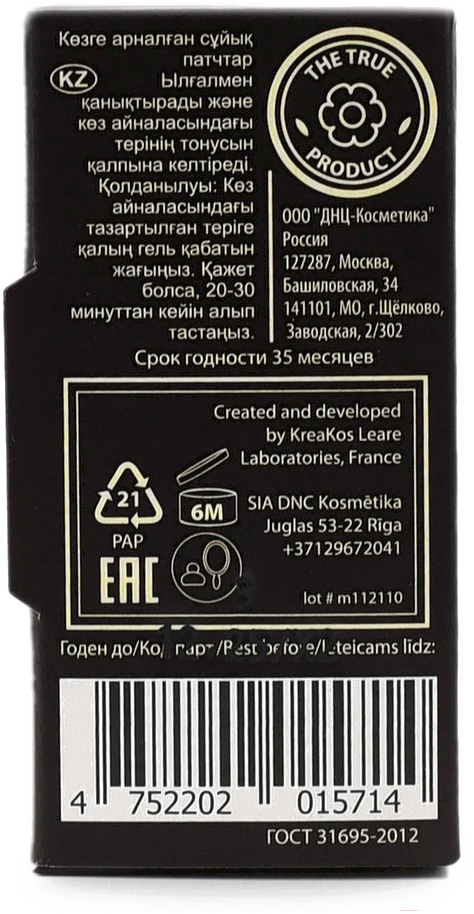 Көзге арналған сұйық
патчтар
KZ
Ылғалмен
қанықтырады және
көз айналасындағы
терінің тонусын
қалпына келтіреді.
Қолданылуы: Көз
айналасындағы
тазартылған теріге
қалың гель қабатын
жағыңыз. Қажет
болса, 20-30
минуттан кейін алып
тастаңыз.
THE TRUE
PRODUCT
ООО "ДНЦ-Косметика"
Россия
127287, Москва,
Башиловская, 34
141101, МО, г.Щёлково,
Заводская, 2/302
Срок годности 35 месяцев
Created and developed
by KreaKos Leare
Laboratories, France
21
PAP
EAC
6M
SIA DNC Kosmētika
Juglas 53-22 Rīga
+37129672041
lot # m112110
Годен до/ before/ līdz:
4 752202 015714
ГОСТ 31695-2012